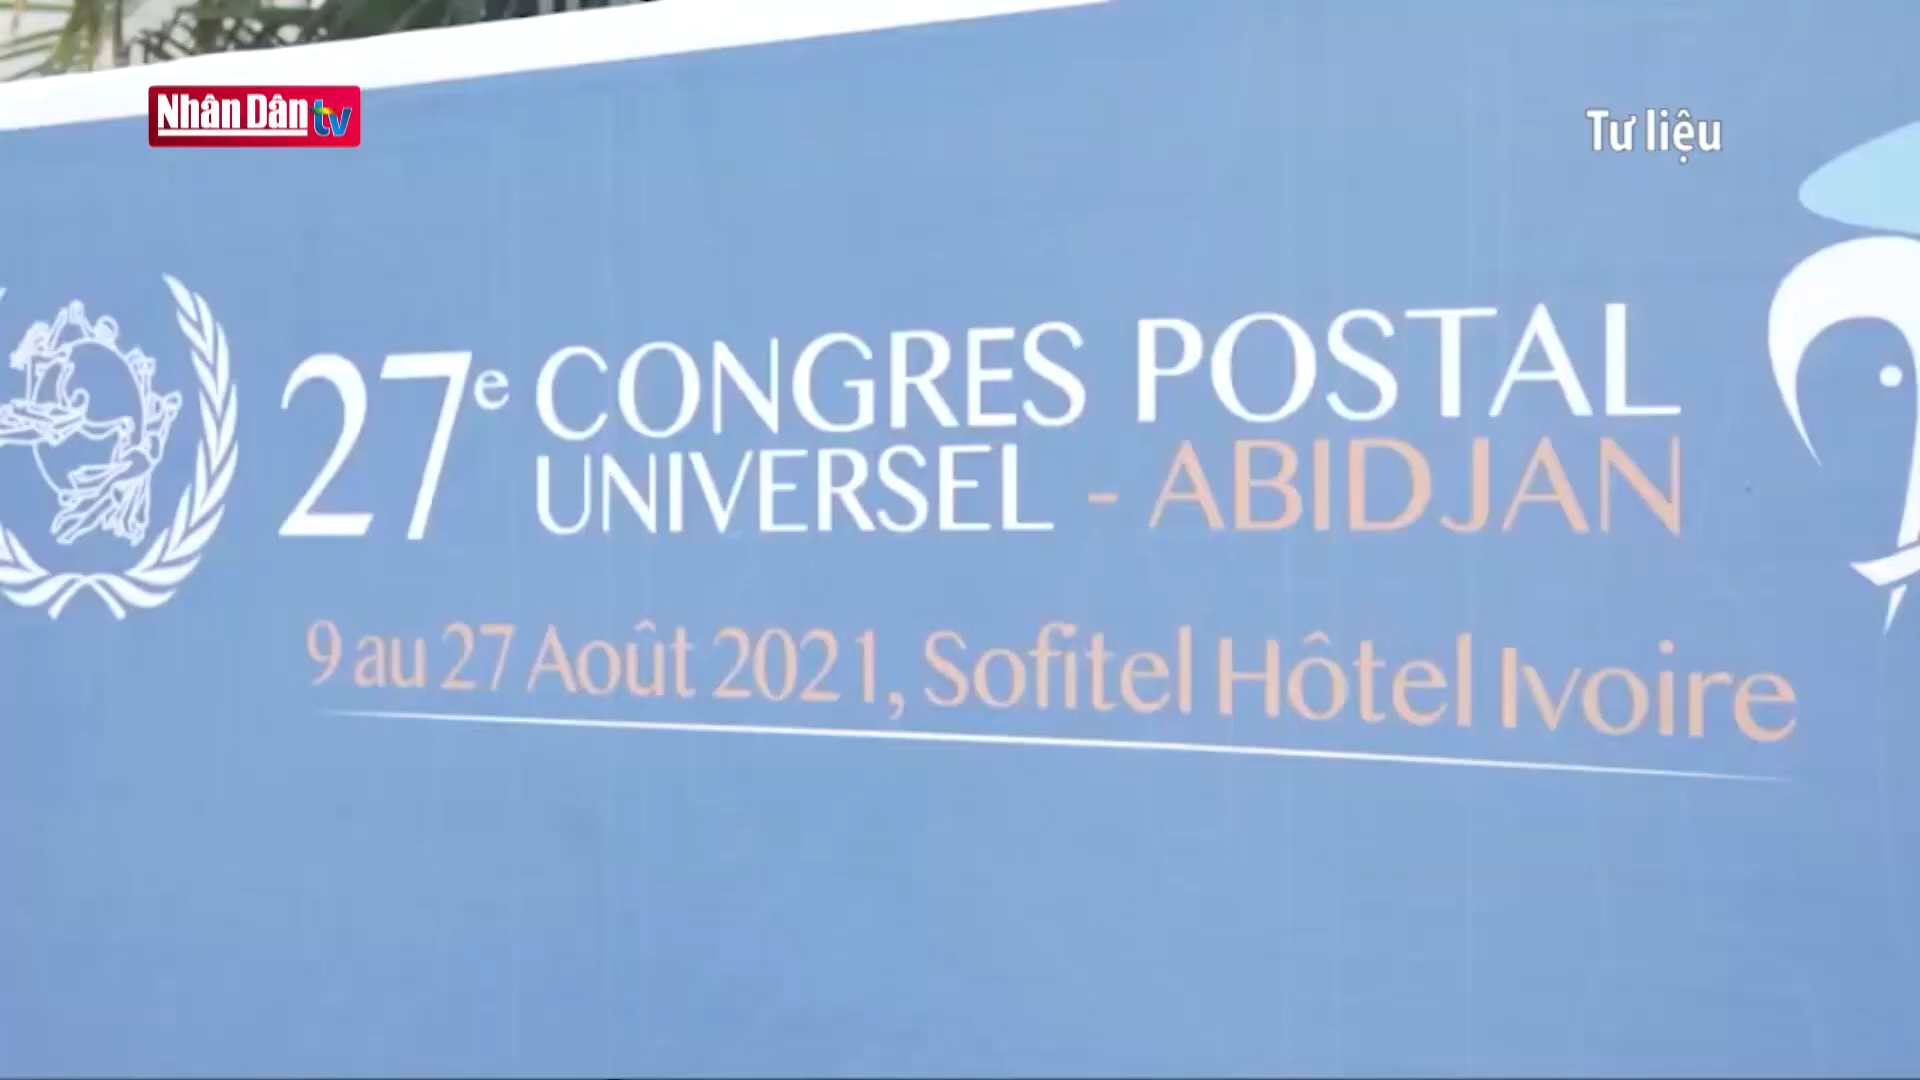 Nhân Dân tv
Tư liệu
27e CONGRES POSTAL
UNIVERSEL - ABIDJAN
9 au 27 Août 2021, Sofitel Hôtel Ivoire